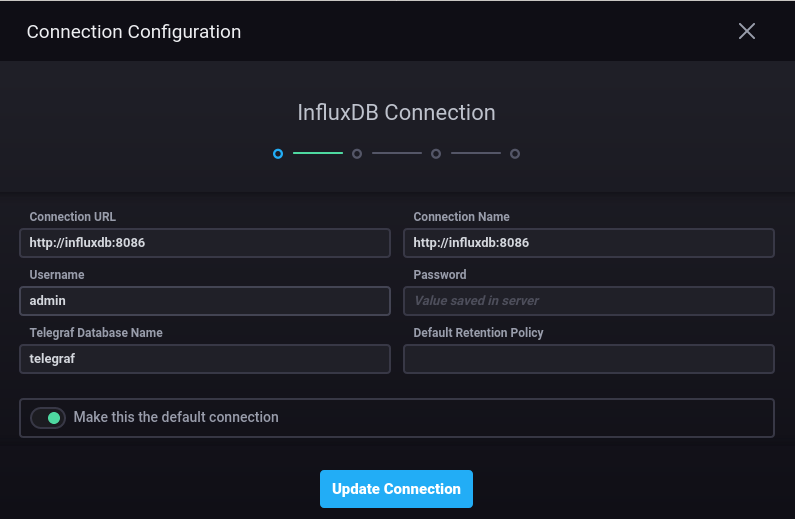 Connection Configuration
InfluxDB Connection
Connection URL
http://influxdb:8086
Connection Name
http://influxdb:8086
Username
admin
Password
Value saved in server
Telegraf Database Name
telegraf
Default Retention Policy
Make this the default connection
Update Connection